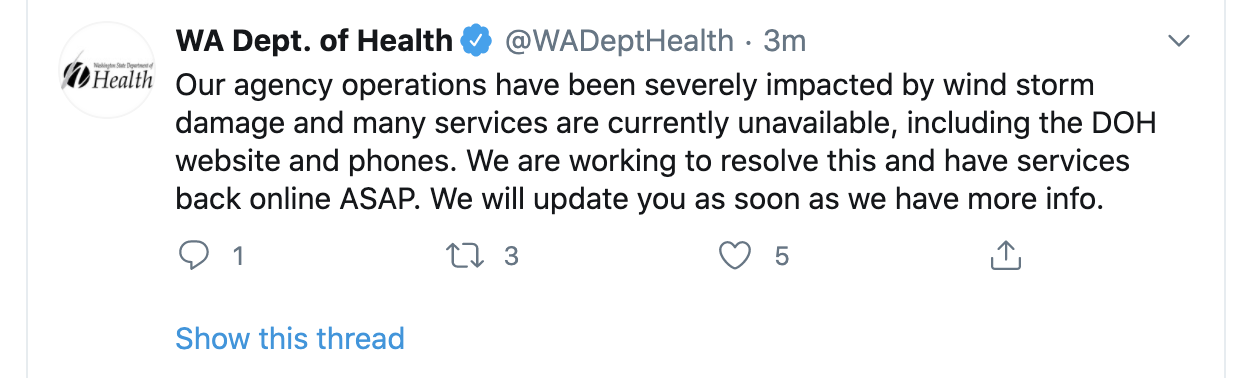 WA Dept. of Health @WADeptHealth · 3m
Washington State Department of
Health
Our agency operations have been severely impacted by wind storm
damage and many services are currently unavailable, including the DOH
website and phones. We are working to resolve this and have services
back online ASAP. We will update you as soon as we have more info.
1 3 5
Show this thread